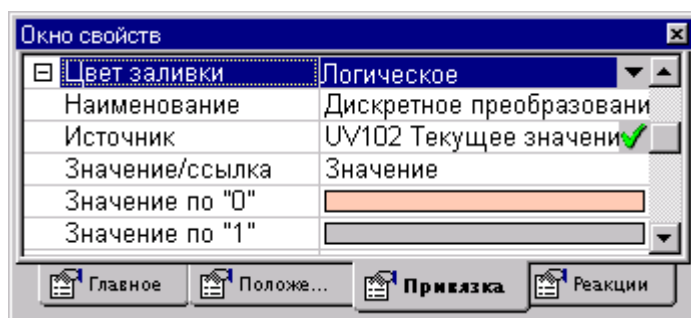 Окно свойств
Цвет заливки Логическое
Наименование Дискретное преобразовани
Источник UV102 Текущее значени
Значение/ссылка Значение
Значение по "0"
Значение по "1"
Главное Положе... Привязка Реакции